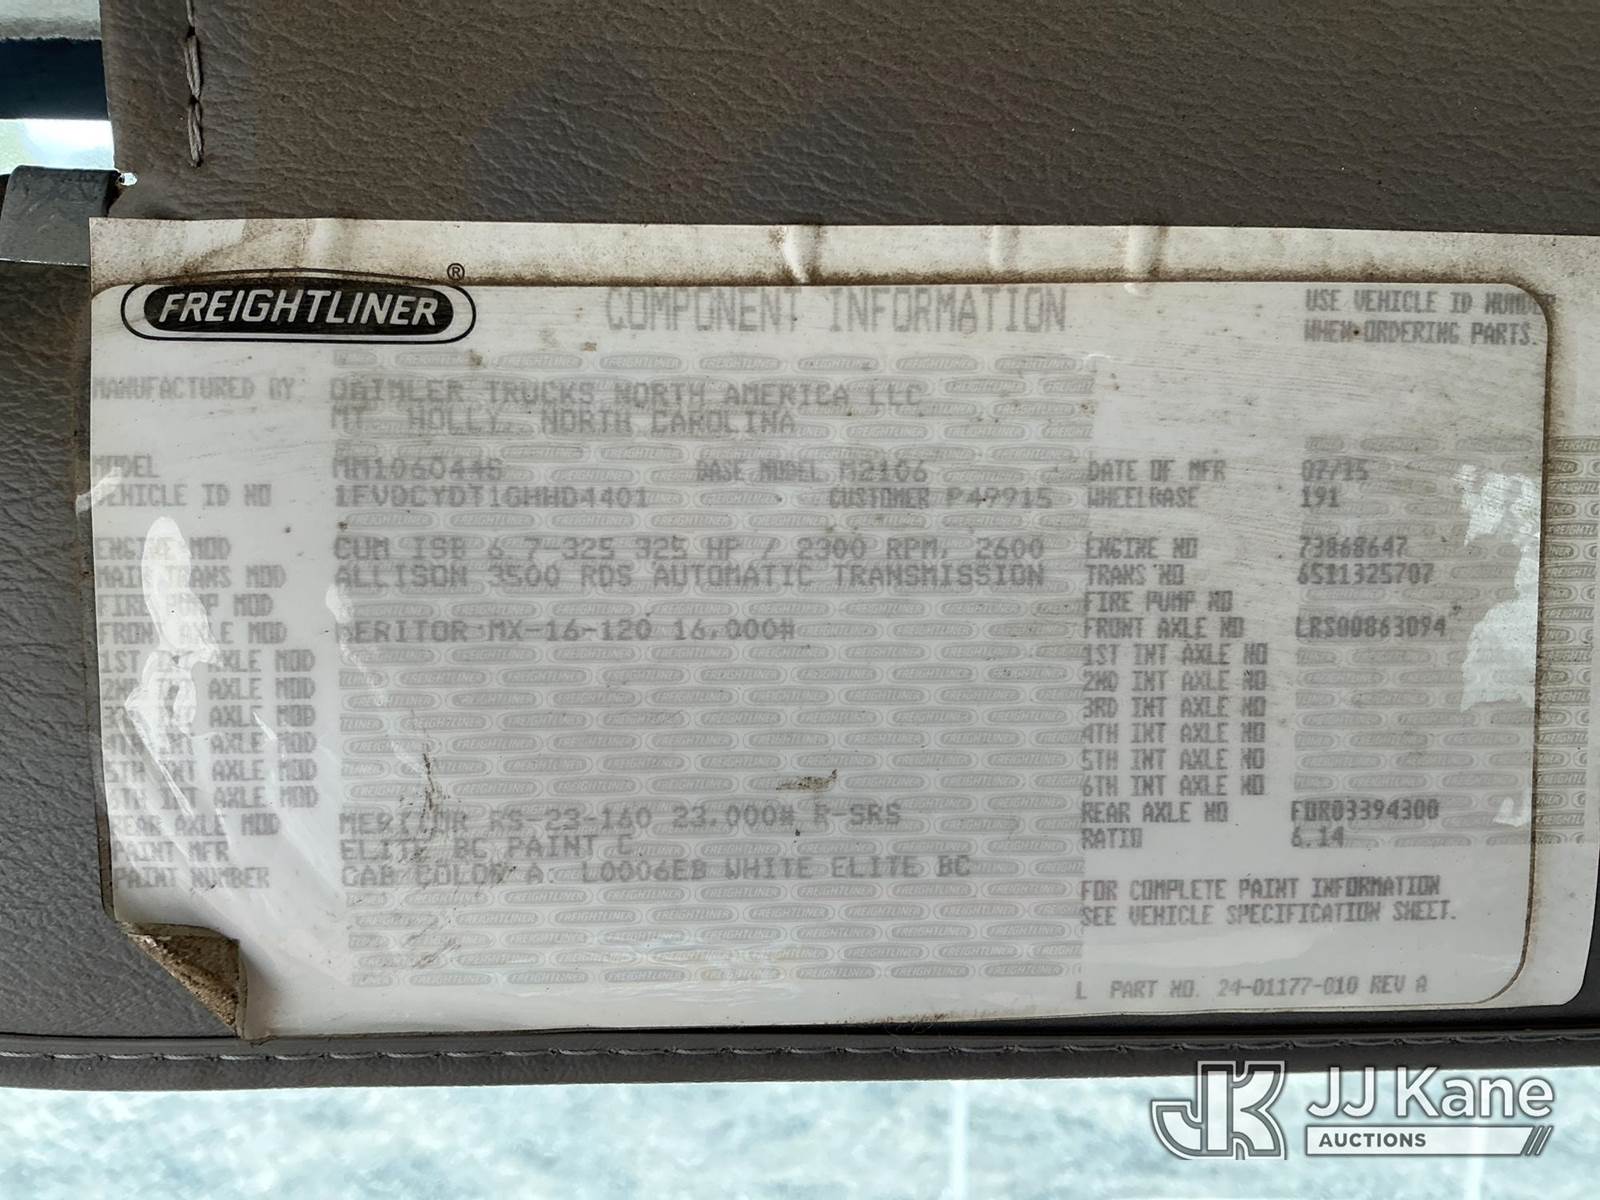 FREIGHTLINER ®
COMPONENT INFORMATION
USE VEHICLE ID NUMBER
WHEN ORDERING PARTS.
MANUFACTURED BY DAIMLER TRUCKS NORTH AMERICA LLC
MT. HOLLY, NORTH CAROLINA
MODEL MM106044S BASE MODEL M2106 DATE OF MFR 07/15
VEHICLE ID NO 1FVDCYDT1GHHD4401 CUSTOMER P49915 WHEELBASE 191
ENGINE MOD CUM ISB 6.7-325 325 HP / 2300 RPM, 2600 ENGINE NO 73868647
MAIN TRANS MOD ALLISON 3500 RDS AUTOMATIC TRANSMISSION TRANS NO 6511325707
FIRE PUMP MOD FIRE PUMP NO
FRONT AXLE MOD MERITOR MX-16-120 16,000# FRONT AXLE NO LRS00863094
1ST INT AXLE MOD 1ST INT AXLE NO
2ND INT AXLE MOD 2ND INT AXLE NO
3RD INT AXLE MOD 3RD INT AXLE NO
4TH INT AXLE MOD 4TH INT AXLE NO
5TH INT AXLE MOD 5TH INT AXLE NO
6TH INT AXLE MOD 6TH INT AXLE NO
REAR AXLE MOD MERITOR RS-23-160 23,000# R-SRS REAR AXLE NO FDR03394300
PAINT MFR ELITE BC PAINT C RATIO 6.14
PAINT NUMBER CAB COLOR A: L0006EB WHITE ELITE BC
FOR COMPLETE PAINT INFORMATION
SEE VEHICLE SPECIFICATION SHEET.
L PART NO. 24-01177-010 REV A
JK JJ Kane
AUCTIONS